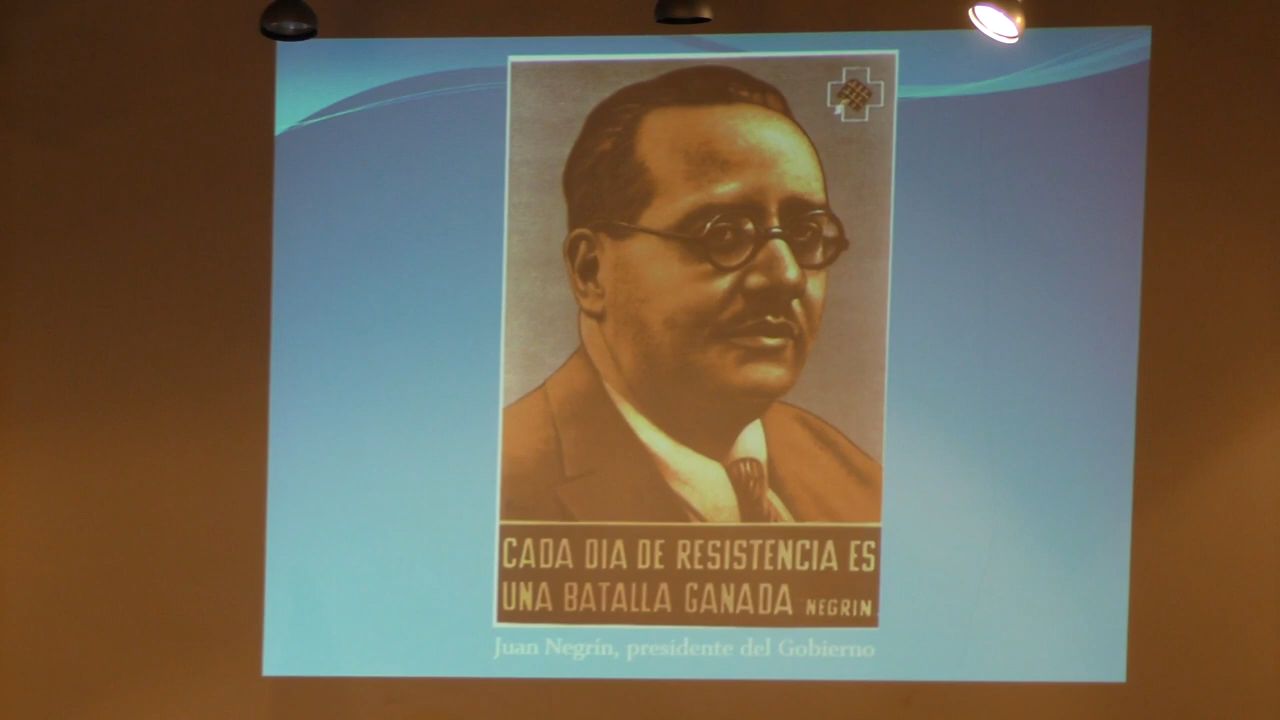 CADA DIA DE RESISTENCIA ES
UNA BATALLA GANADA NEGRIN
Juan Negrín, presidente del Gobierno